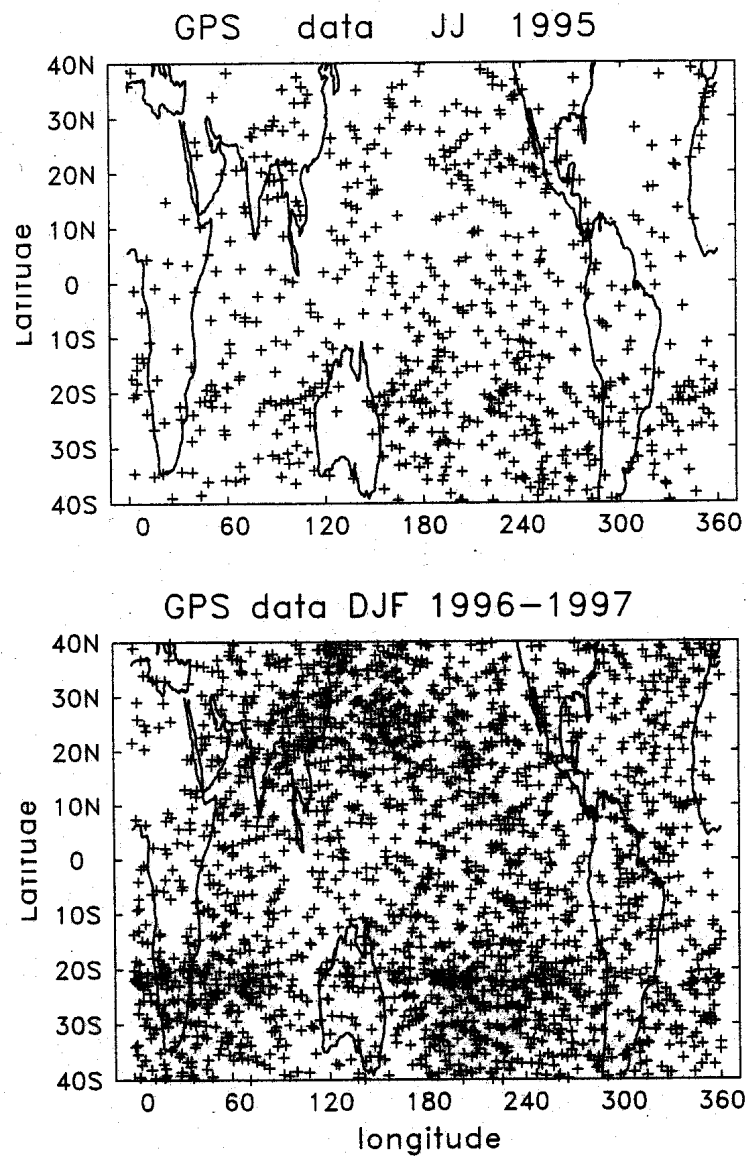 GPS data JJ 1995
40N
30N
20N
10N
0
10S
20S
30S
40S
Latitude
0 60 120 180 240 300 360
GPS data DJF 1996-1997
40N
30N
20N
10N
0
10S
20S
30S
40S
Latitude
0 60 120 180 240 300 360
longitude